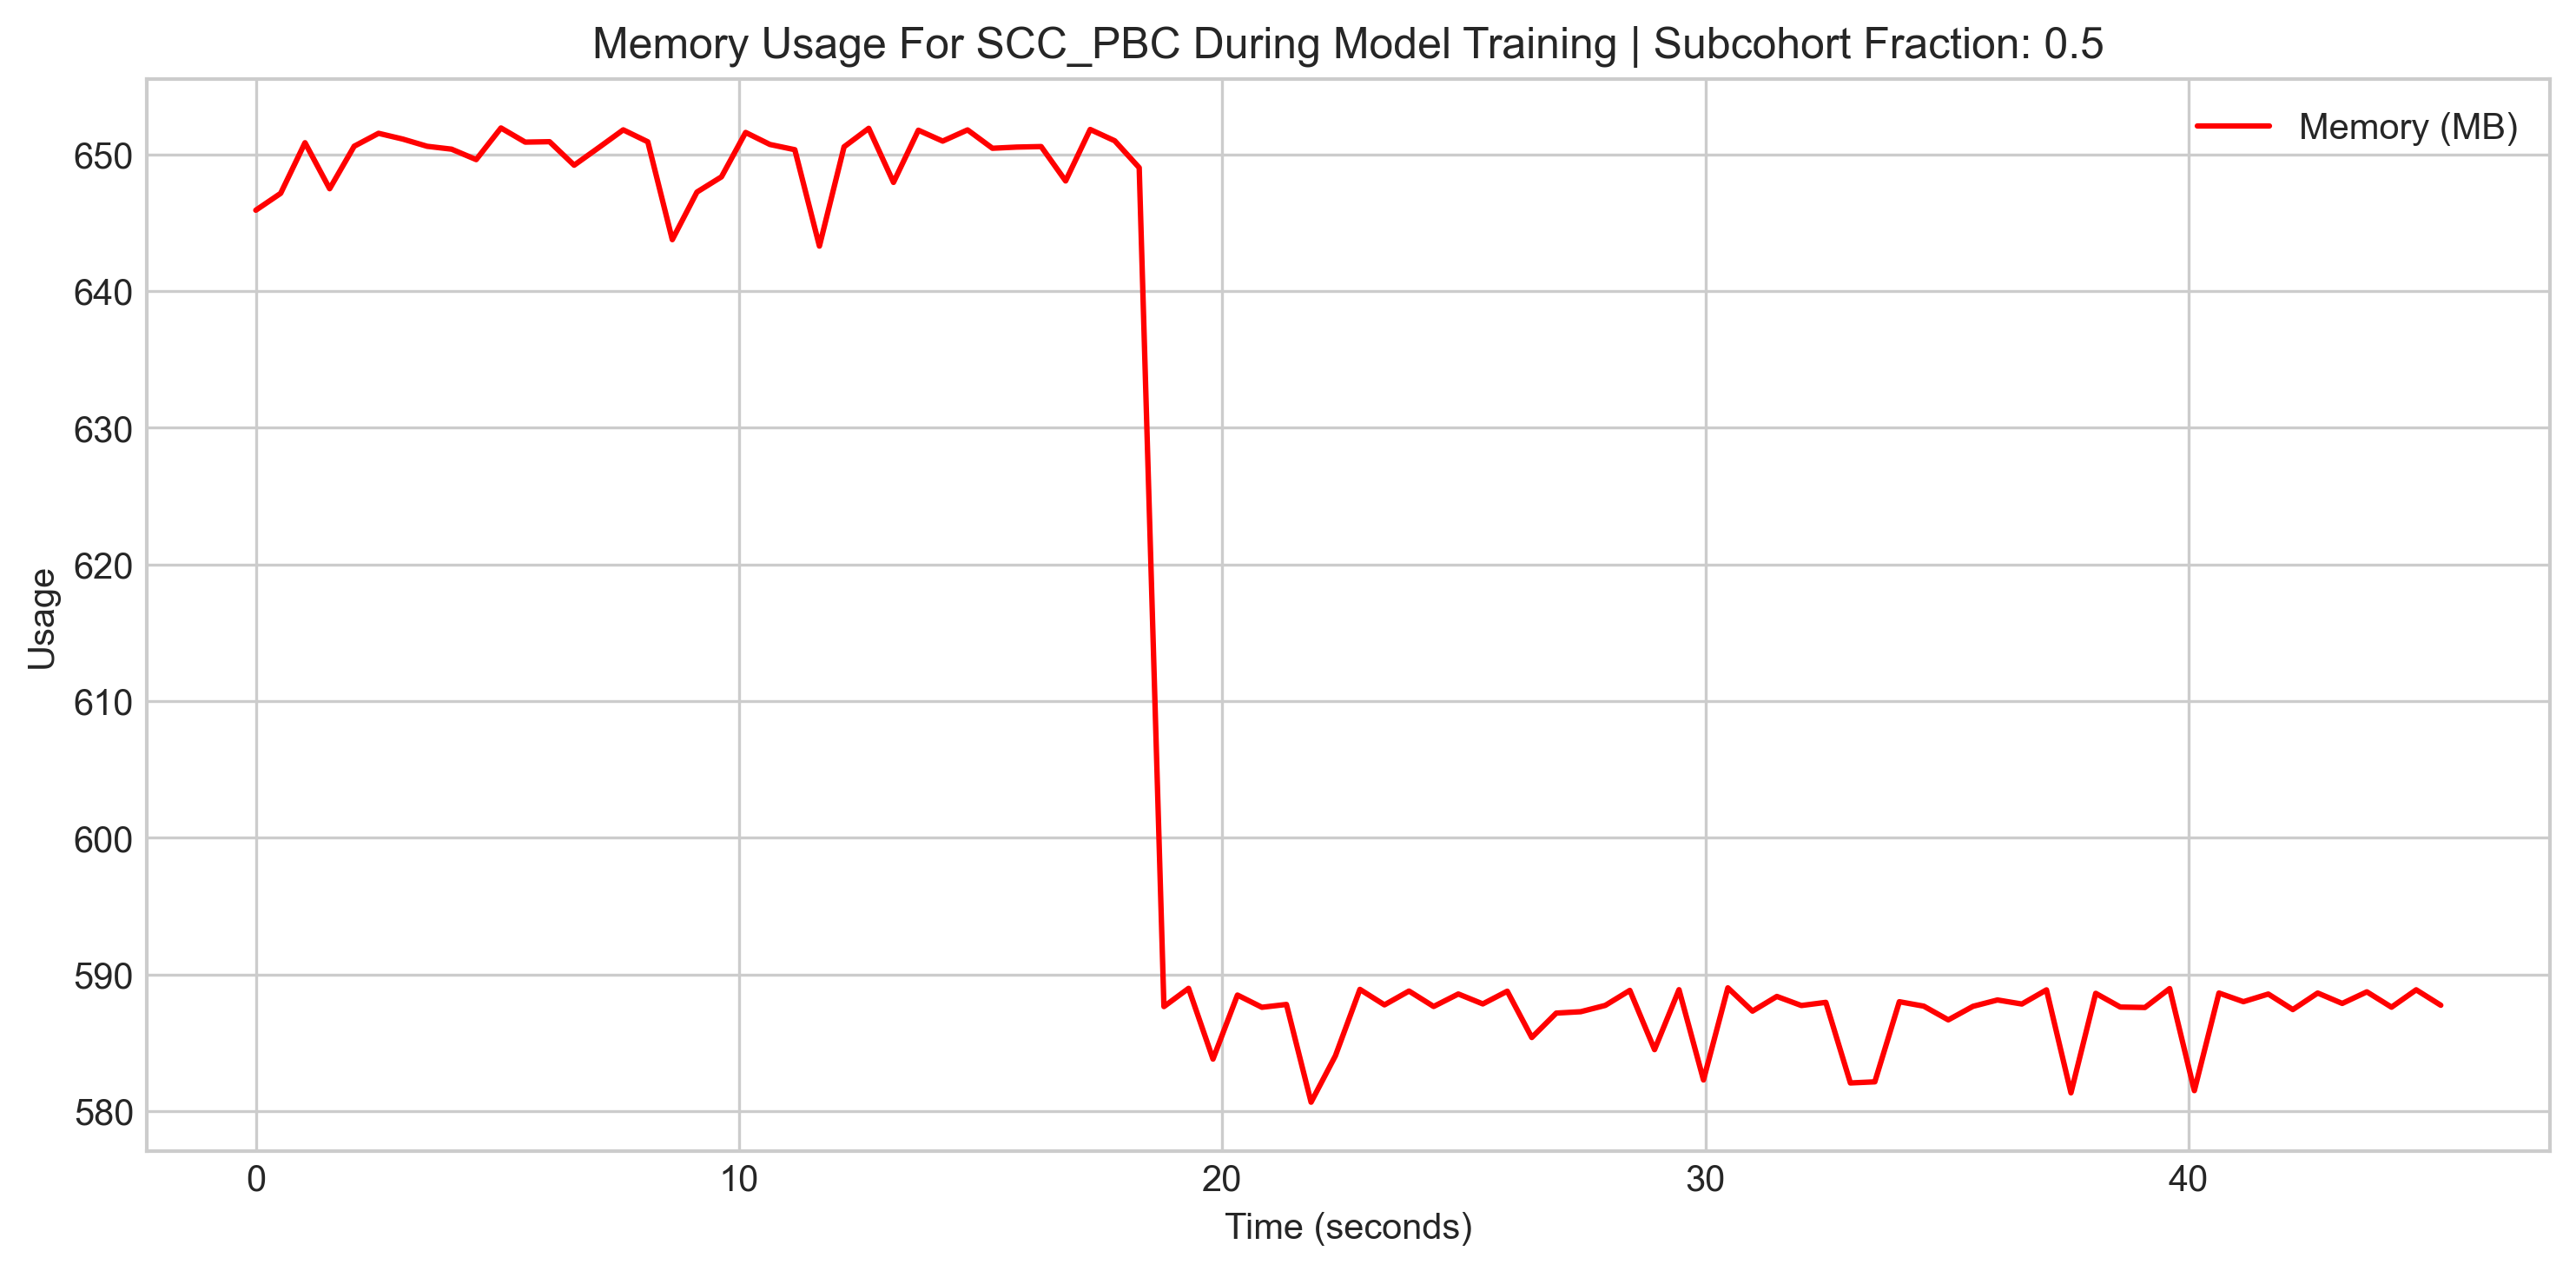 Memory Usage For SCC_PBC During Model Training | Subcohort Fraction: 0.5
Memory (MB)
650
640
630
620
610
600
590
580
Usage
0 10 20 30 40
Time (seconds)